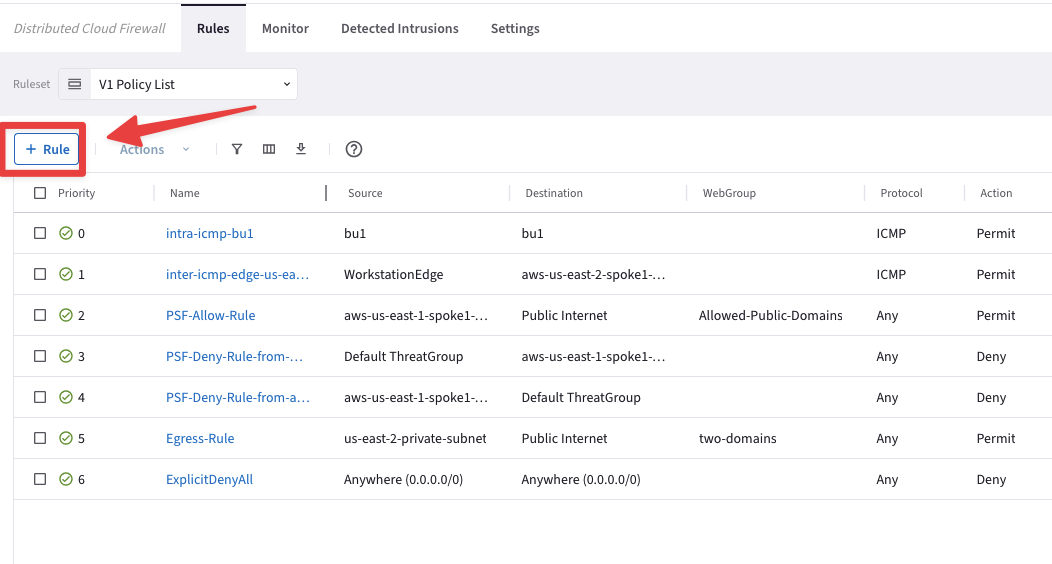 Distributed Cloud Firewall Rules Monitor Detected Intrusions Settings
Ruleset V1 Policy List
+ Rule Actions ?
Priority Name Source Destination WebGroup Protocol Action
0 intra-icmp-bu1 bu1 bu1 ICMP Permit
1 inter-icmp-edge-us-ea… WorkstationEdge aws-us-east-2-spoke1-… ICMP Permit
2 PSF-Allow-Rule aws-us-east-1-spoke1-… Public Internet Allowed-Public-Domains Any Permit
3 PSF-Deny-Rule-from-… Default ThreatGroup aws-us-east-1-spoke1-… Any Deny
4 PSF-Deny-Rule-from-a… aws-us-east-1-spoke1-… Default ThreatGroup Any Deny
5 Egress-Rule us-east-2-private-subnet Public Internet two-domains Any Permit
6 ExplicitDenyAll Anywhere (0.0.0.0/0) Anywhere (0.0.0.0/0) Any Deny